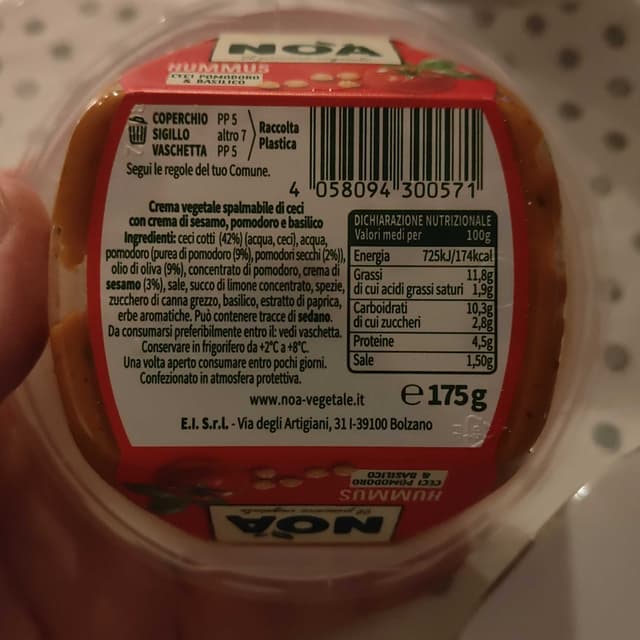 NOA
HUMMUS
CECI POMODORO
& BASILICO
COPERCHIO PP 5
SIGILLO altro 7
VASCHETTA PP 5
Raccolta
Plastica
Segui le regole del tuo Comune.
4 058094 300571
Crema vegetale spalmabile di ceci
con crema di sesamo, pomodoro e basilico
Ingredienti: ceci cotti (42%) (acqua, ceci), acqua,
pomodoro (purea di pomodoro (9%), pomodori secchi (2%)),
olio di oliva (9%), concentrato di pomodoro, crema di
sesamo (3%), sale, succo di limone concentrato, spezie,
zucchero di canna grezzo, basilico, estratto di paprica,
erbe aromatiche. Può contenere tracce di sedano.
Da consumarsi preferibilmente entro il: vedi vaschetta.
Conservare in frigorifero da +2°C a +8°C.
Una volta aperto consumare entro pochi giorni.
Confezionato in atmosfera protettiva.
DICHIARAZIONE NUTRIZIONALE
Valori medi per 100g
Energia 725kJ/174kcal
Grassi 11,8g
di cui acidi grassi saturi 1,9g
Carboidrati 10,3g
di cui zuccheri 2,8g
Proteine 4,5g
Sale 1,50g
www.noa-vegetale.it
e 175g
E.I. S.r.l. - Via degli Artigiani, 31 I-39100 Bolzano
CECI POMODORO
& BASILICO
HUMMUS
NOA